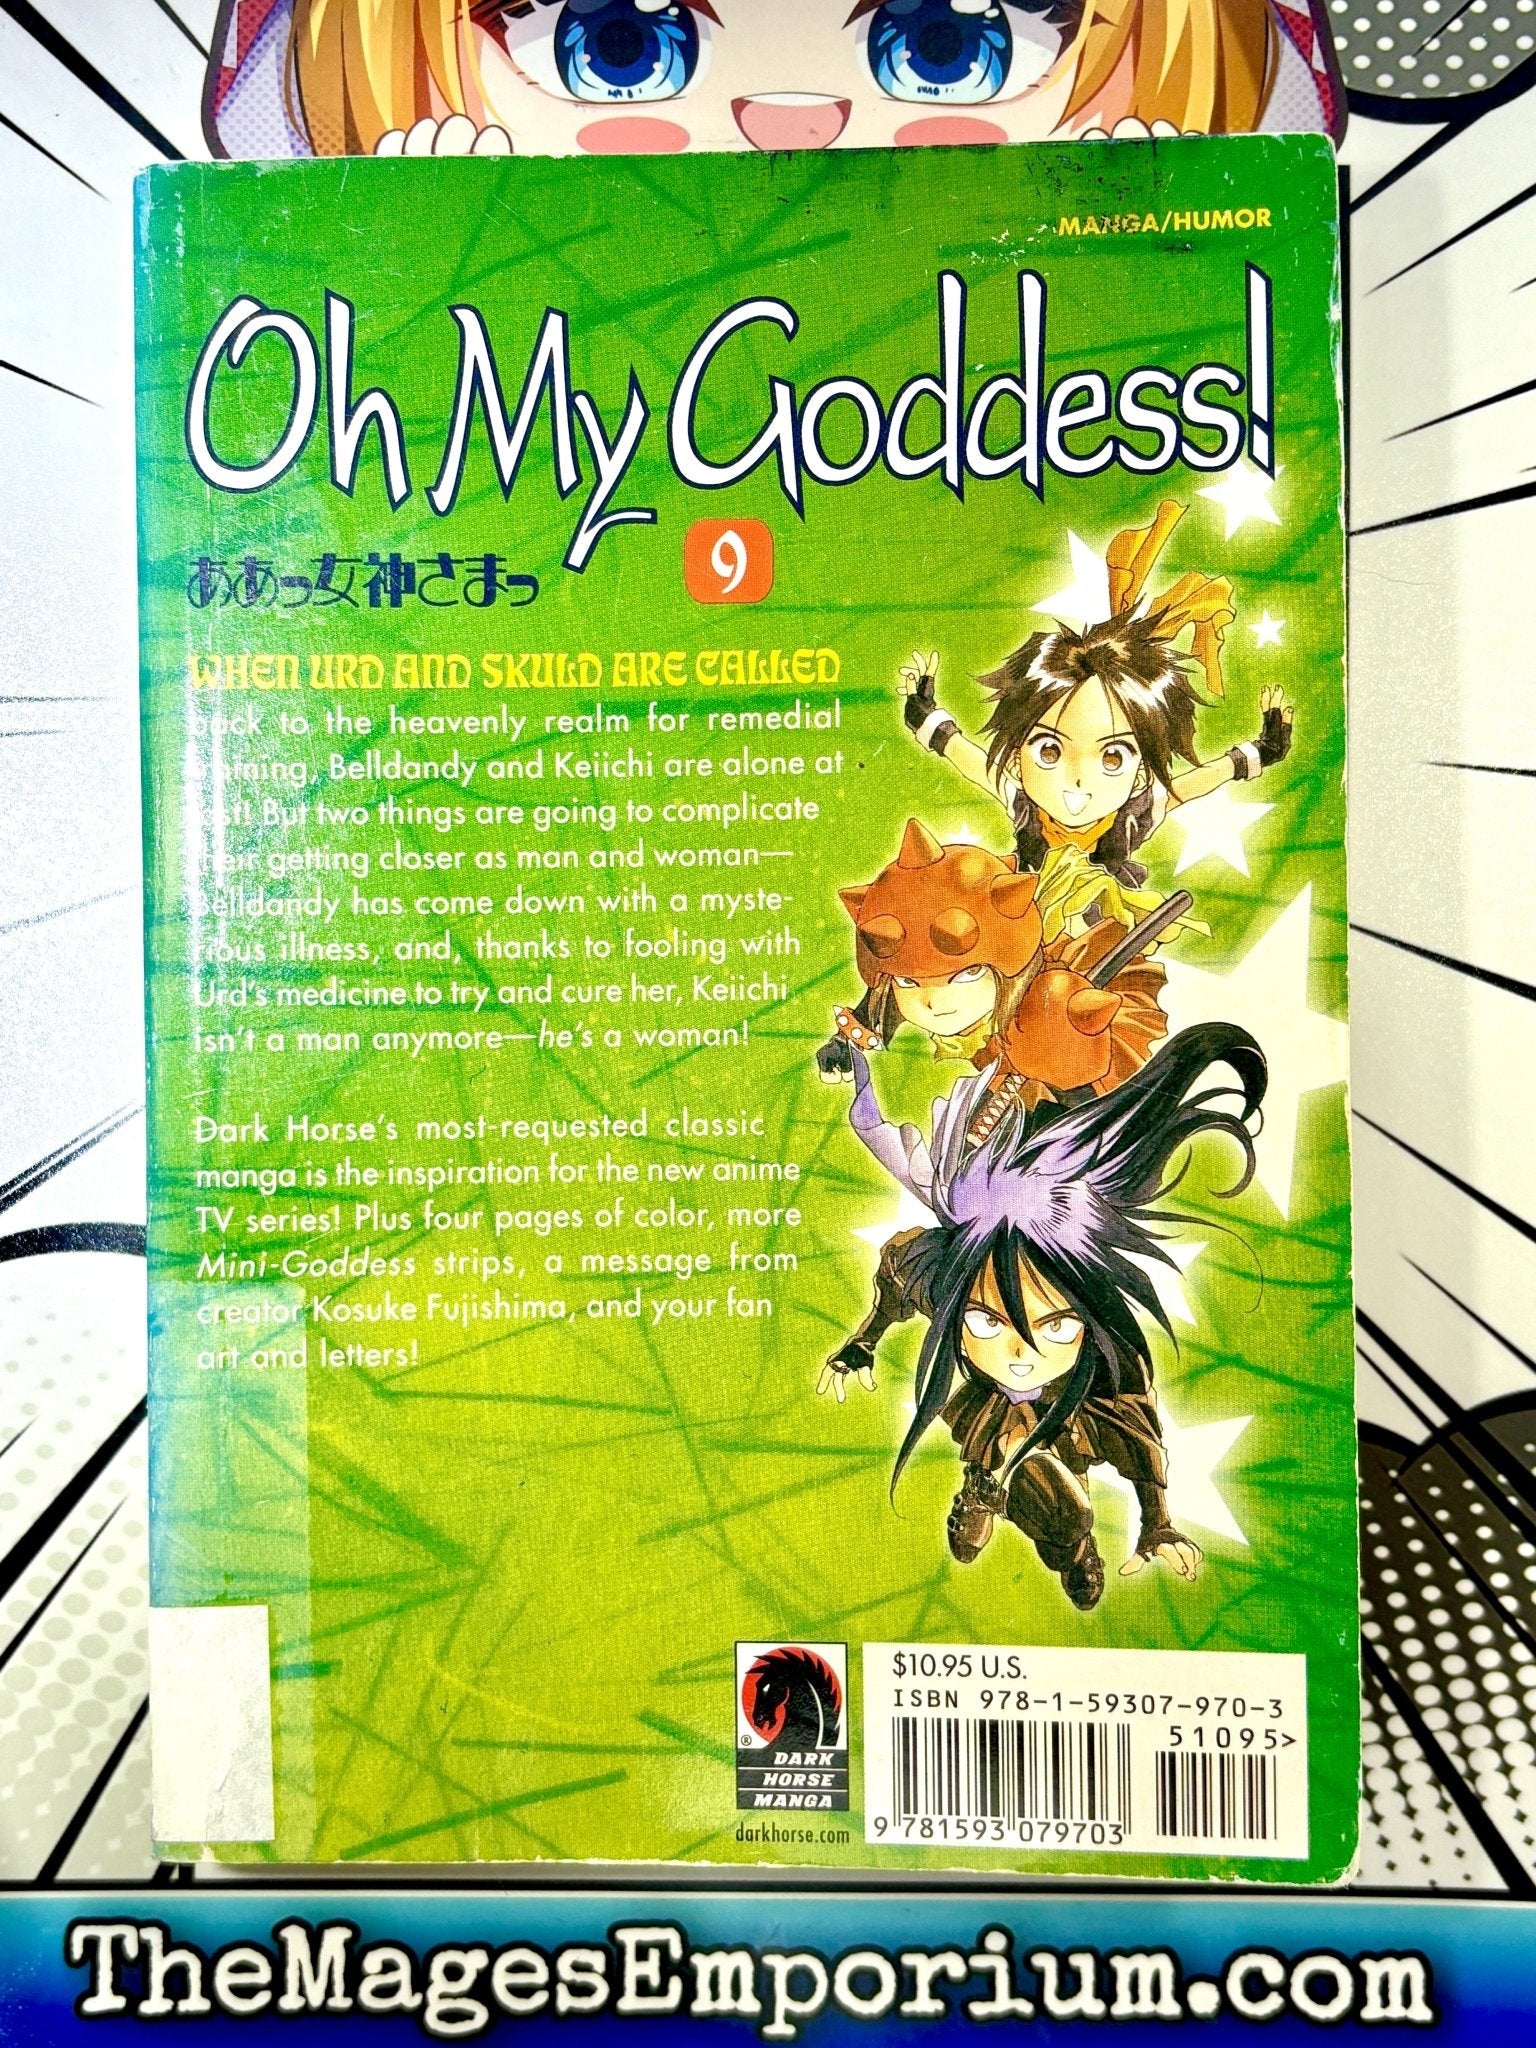 MANGA/HUMOR
Oh My Goddess!
ああっ女神さまっ
9
WHEN URD AND SKULD ARE CALLED
back to the heavenly realm for remedial
training, Belldandy and Keiichi are alone at
last! But two things are going to complicate
their getting closer as man and woman—
Belldandy has come down with a myste-
rious illness, and, thanks to fooling with
Urd's medicine to try and cure her, Keiichi
isn't a man anymore—he's a woman!
Dark Horse's most-requested classic
manga is the inspiration for the new anime
TV series! Plus four pages of color, more
Mini-Goddess strips, a message from
creator Kosuke Fujishima, and your fan
art and letters!
®
DARK
HORSE
MANGA
darkhorse.com
$10.95 U.S.
ISBN 978-1-59307-970-3
51095>
9 781593 079703
TheMagesEmporium.com